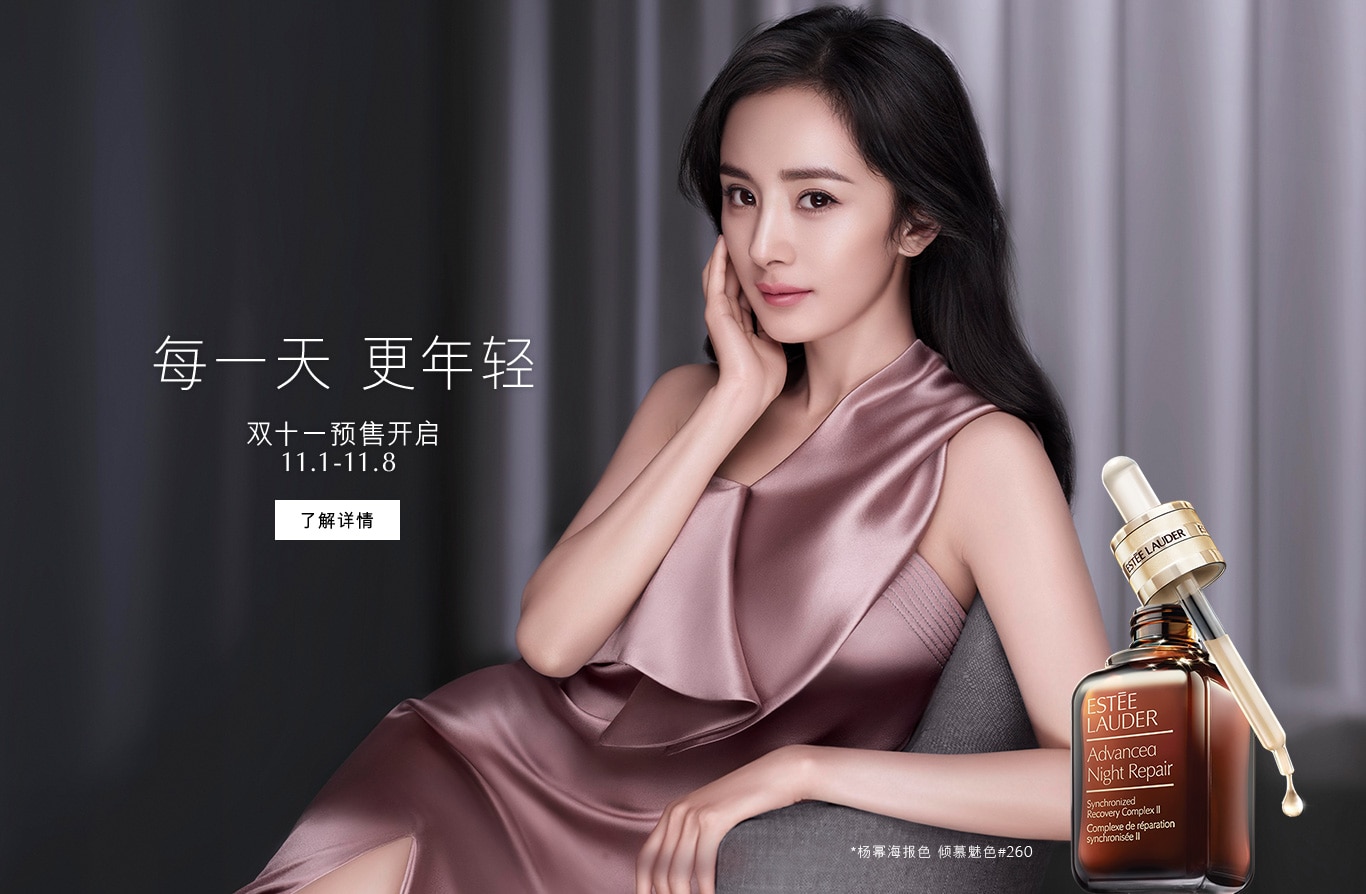 每一天 更年轻
双十一预售开启
11.1-11.8
了解详情
ESTĒE LAUDER
ESTĒE
LAUDER
Advanced
Night Repair
Synchronized
Recovery Complex II
Complexe de réparation
synchronisée II
*杨幂海报色 倾慕魅色#260